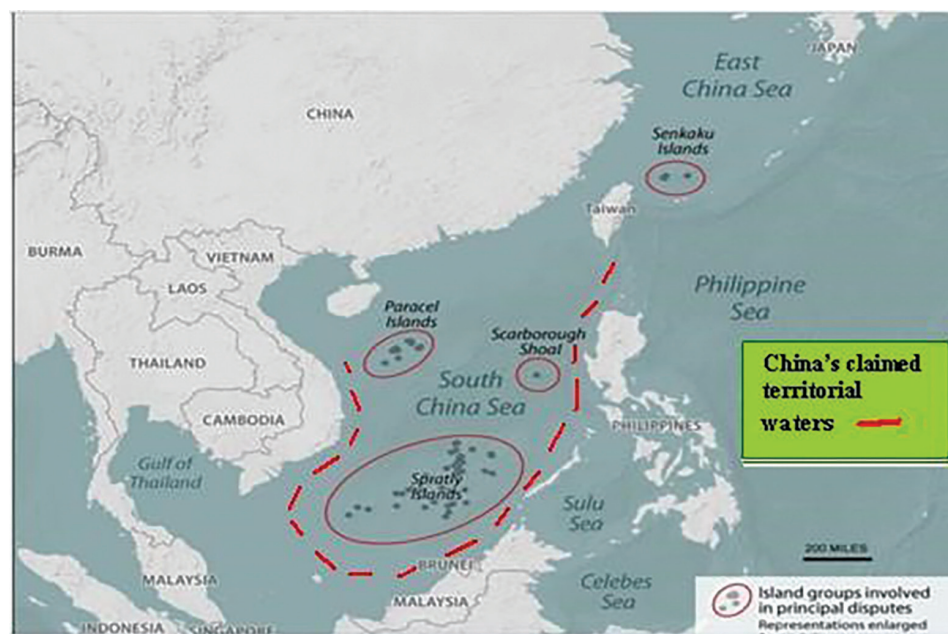 JAPAN
East
China Sea
CHINA
Senkaku
Islands
Taiwan
BURMA
VIETNAM
LAOS
Philippine
Sea
Paracel
Islands
Scarborough
Shoal
THAILAND
South
China Sea
China's claimed
territorial
waters
CAMBODIA
PHILIPPINES
Gulf of
Thailand
Spratly
Islands
Sulu
Sea
200 MILES
BRUNEI
MALAYSIA
Celebes
Sea
MALAYSIA
Island groups involved
in principal disputes
Representations enlarged
INDONESIA
SINGAPORE